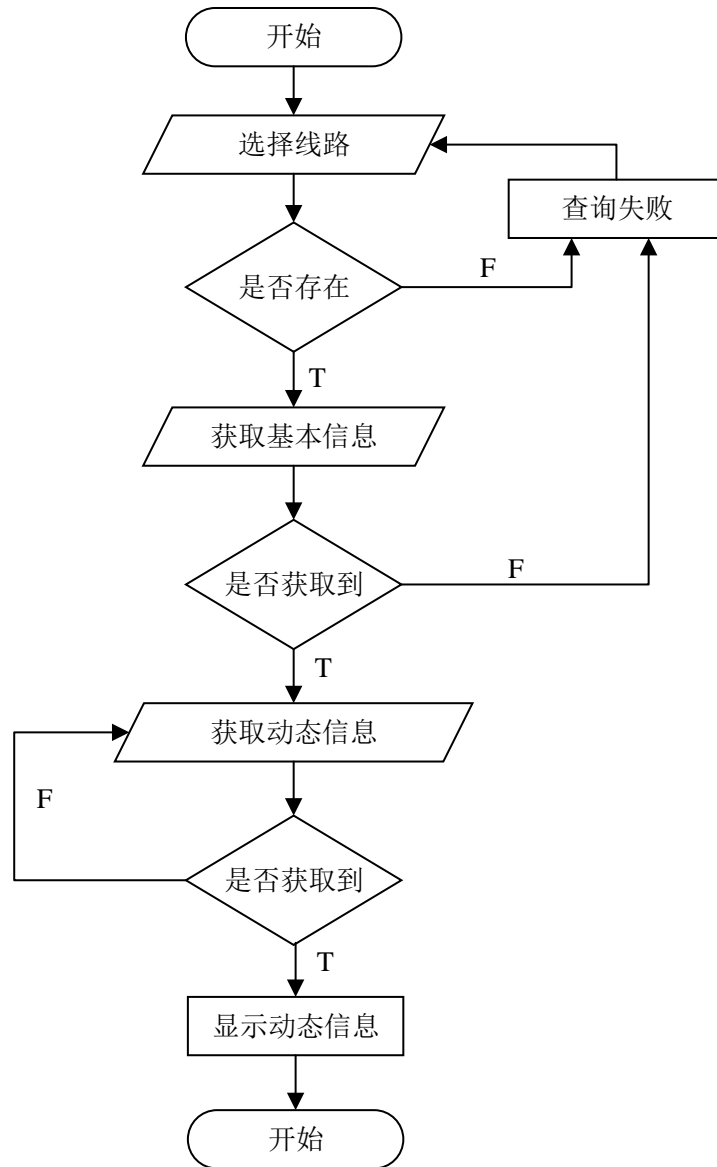 开始
选择线路
查询失败
是否存在
F
T
获取基本信息
是否获取到
F
T
获取动态信息
F
是否获取到
T
显示动态信息
开始